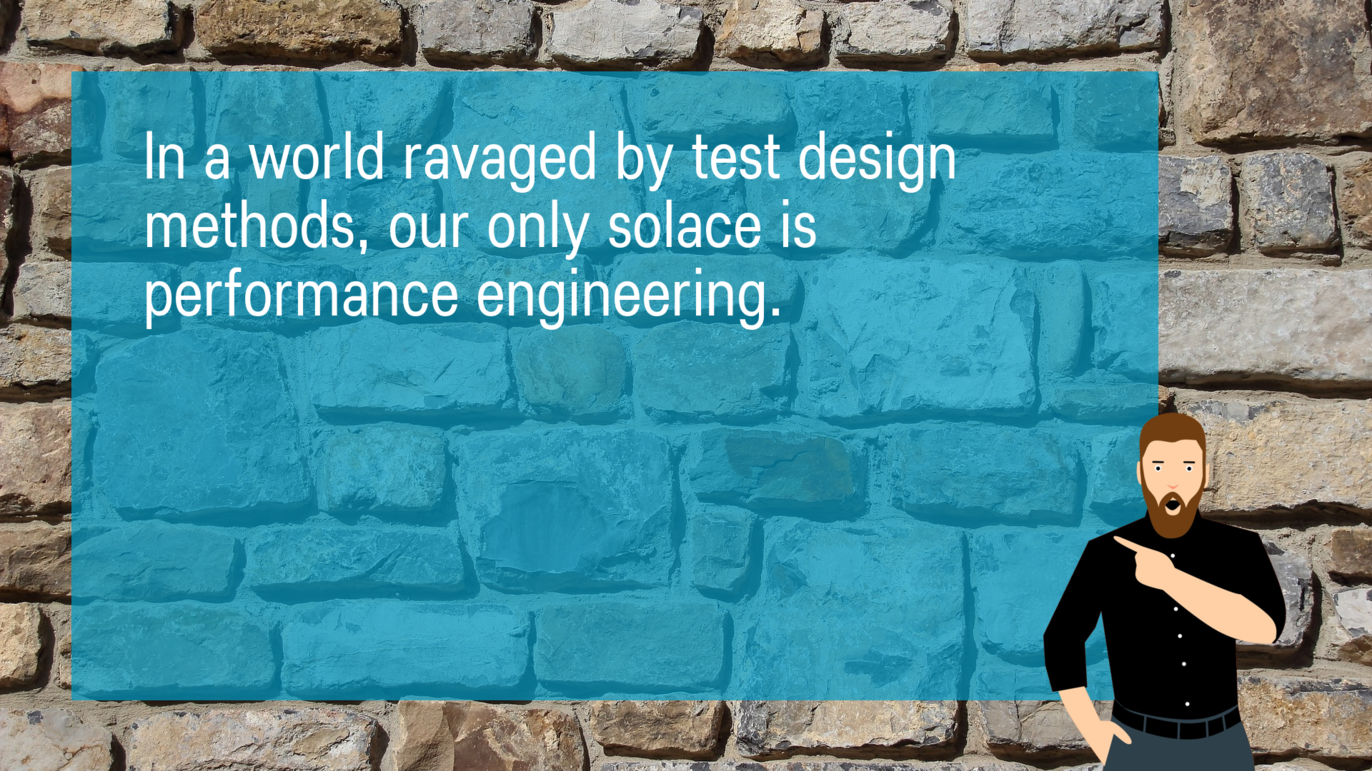 In a world ravaged by test design
methods, our only solace is
performance engineering.